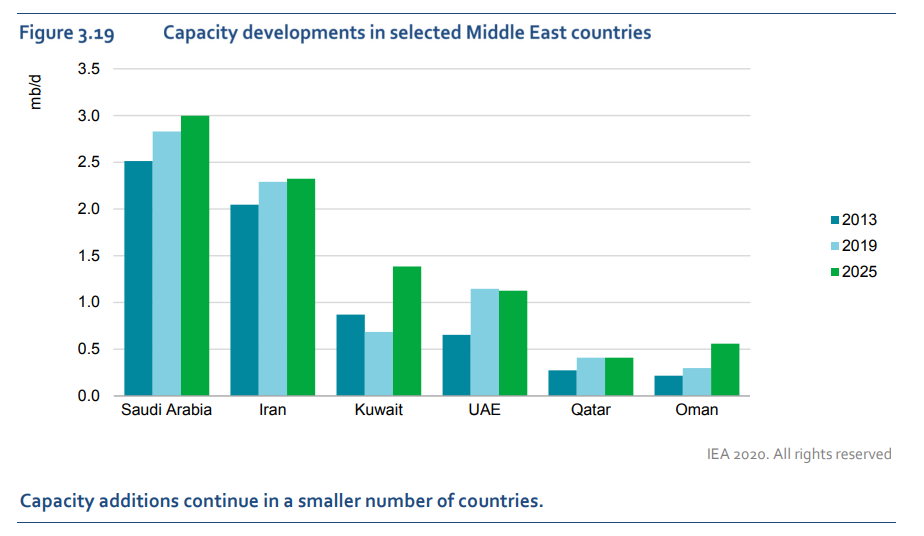 Figure 3.19 Capacity developments in selected Middle East countries
mb/d
3.5
3.0
2.5
2.0
1.5
1.0
0.5
0.0
Saudi Arabia Iran Kuwait UAE Qatar Oman
2013
2019
2025
IEA 2020. All rights reserved
Capacity additions continue in a smaller number of countries.